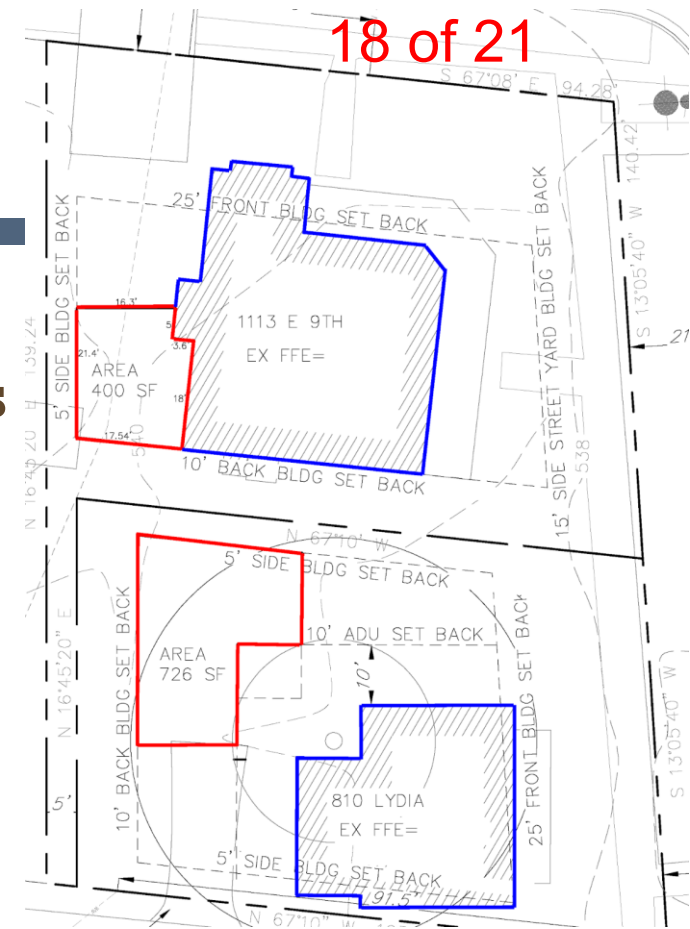 18 of 21
S 67°08' E 94.28'
S 13°05'40" W 140.42'
25' FRONT BLDG SET BACK
5' SIDE BLDG SET BACK
15' SIDE STREET YARD BLDG SET BACK
16.3'
5'
3.6'
21.4'
AREA
400 SF
18'
17.54'
1113 E 9TH
EX FFE=
21
S
139.24
540
538
10' BACK BLDG SET BACK
N 67°10' W
5' SIDE BLDG SET BACK
10' ADU SET BACK
10'
AREA
726 SF
10' BACK BLDG SET BACK
N 16°45'20" E
25' FRONT BLDG SET BACK
S 13°05'40" W
810 LYDIA
EX FFE=
5'
5' SIDE BLDG SET BACK
91.5'
N 67°10' W